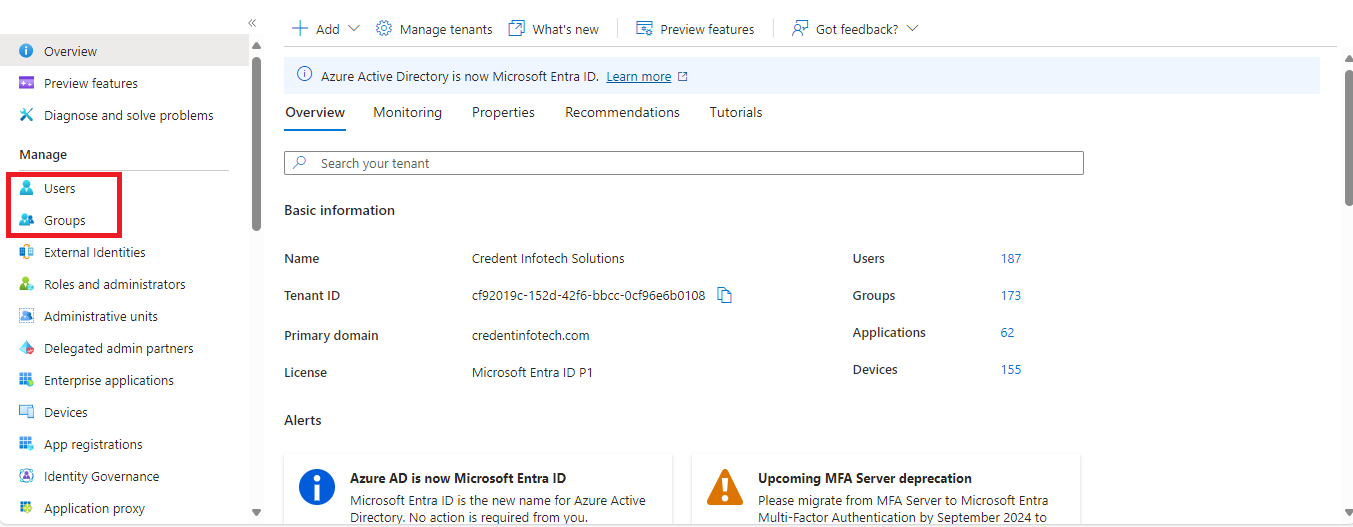 Add
Manage tenants
What's new
Preview features
Got feedback?
Overview
Preview features
Diagnose and solve problems
Manage
Users
Groups
External Identities
Roles and administrators
Administrative units
Delegated admin partners
Enterprise applications
Devices
App registrations
Identity Governance
Application proxy
Azure Active Directory is now Microsoft Entra ID. Learn more
Overview
Monitoring
Properties
Recommendations
Tutorials
Search your tenant
Basic information
Name Credent Infotech Solutions Users 187
Tenant ID cf92019c-152d-42f6-bbcc-0cf96e6b0108 Groups 173
Primary domain credentinfotech.com Applications 62
License Microsoft Entra ID P1 Devices 155
Alerts
Azure AD is now Microsoft Entra ID
Microsoft Entra ID is the new name for Azure Active
Directory. No action is required from you.
Upcoming MFA Server deprecation
Please migrate from MFA Server to Microsoft Entra
Multi-Factor Authentication by September 2024 to